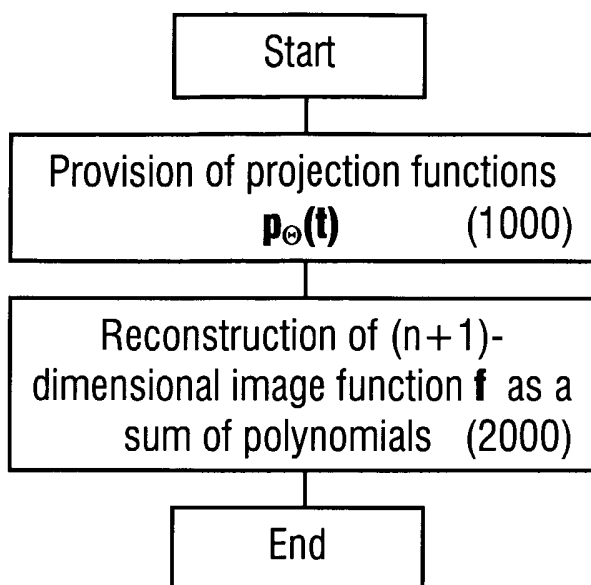 Start
Provision of projection functions
pΘ(t) (1000)
Reconstruction of (n+1)-
dimensional image function f as a
sum of polynomials (2000)
End